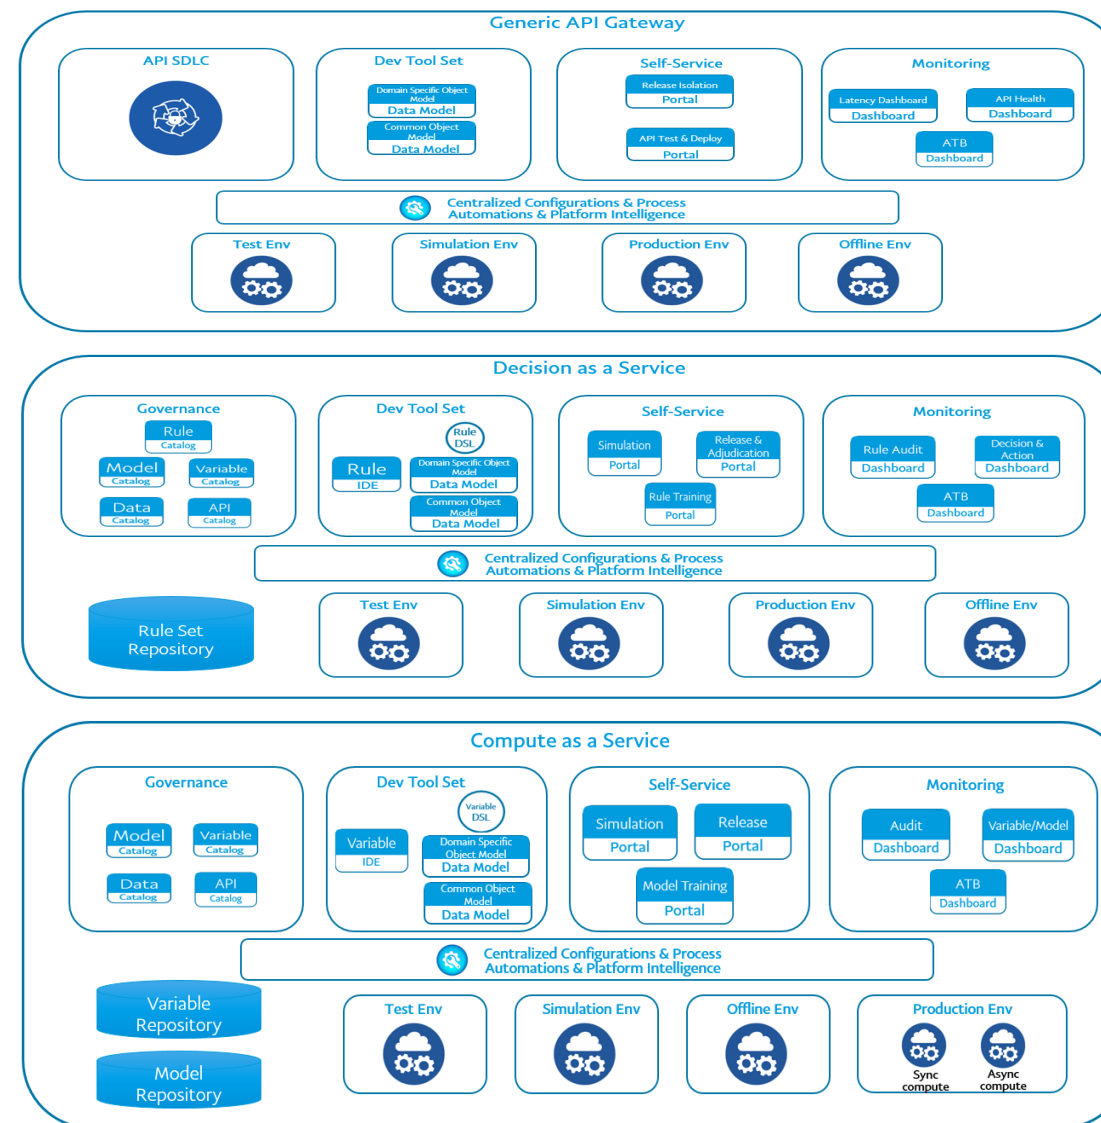 Generic API Gateway
API SDLC
Dev Tool Set
Domain Specific Object
Model
Data Model
Common Object
Model
Data Model
Self-Service
Release Isolation
Portal
API Test & Deploy
Portal
Monitoring
Latency Dashboard
Dashboard
API Health
Dashboard
ATB
Dashboard
Centralized Configurations & Process
Automations & Platform Intelligence
Test Env
Simulation Env
Production Env
Offline Env
Decision as a Service
Governance
Rule
Catalog
Model
Catalog
Variable
Catalog
Data
Catalog
API
Catalog
Dev Tool Set
Rule
DSL
Rule
IDE
Domain Specific Object
Model
Data Model
Common Object
Model
Data Model
Self-Service
Simulation
Portal
Release &
Adjudication
Portal
Rule Training
Portal
Monitoring
Rule Audit
Dashboard
Decision &
Action
Dashboard
ATB
Dashboard
Centralized Configurations & Process
Automations & Platform Intelligence
Rule Set
Repository
Test Env
Simulation Env
Production Env
Offline Env
Compute as a Service
Governance
Model
Catalog
Variable
Catalog
Data
Catalog
API
Catalog
Dev Tool Set
Variable
DSL
Variable
IDE
Domain Specific
Object Model
Data Model
Common Object
Model
Data Model
Self-Service
Simulation
Portal
Release
Portal
Model Training
Portal
Monitoring
Audit
Dashboard
Variable/Model
Dashboard
ATB
Dashboard
Centralized Configurations & Process
Automations & Platform Intelligence
Variable
Repository
Model
Repository
Test Env
Simulation Env
Offline Env
Production Env
Sync
compute
Async
compute